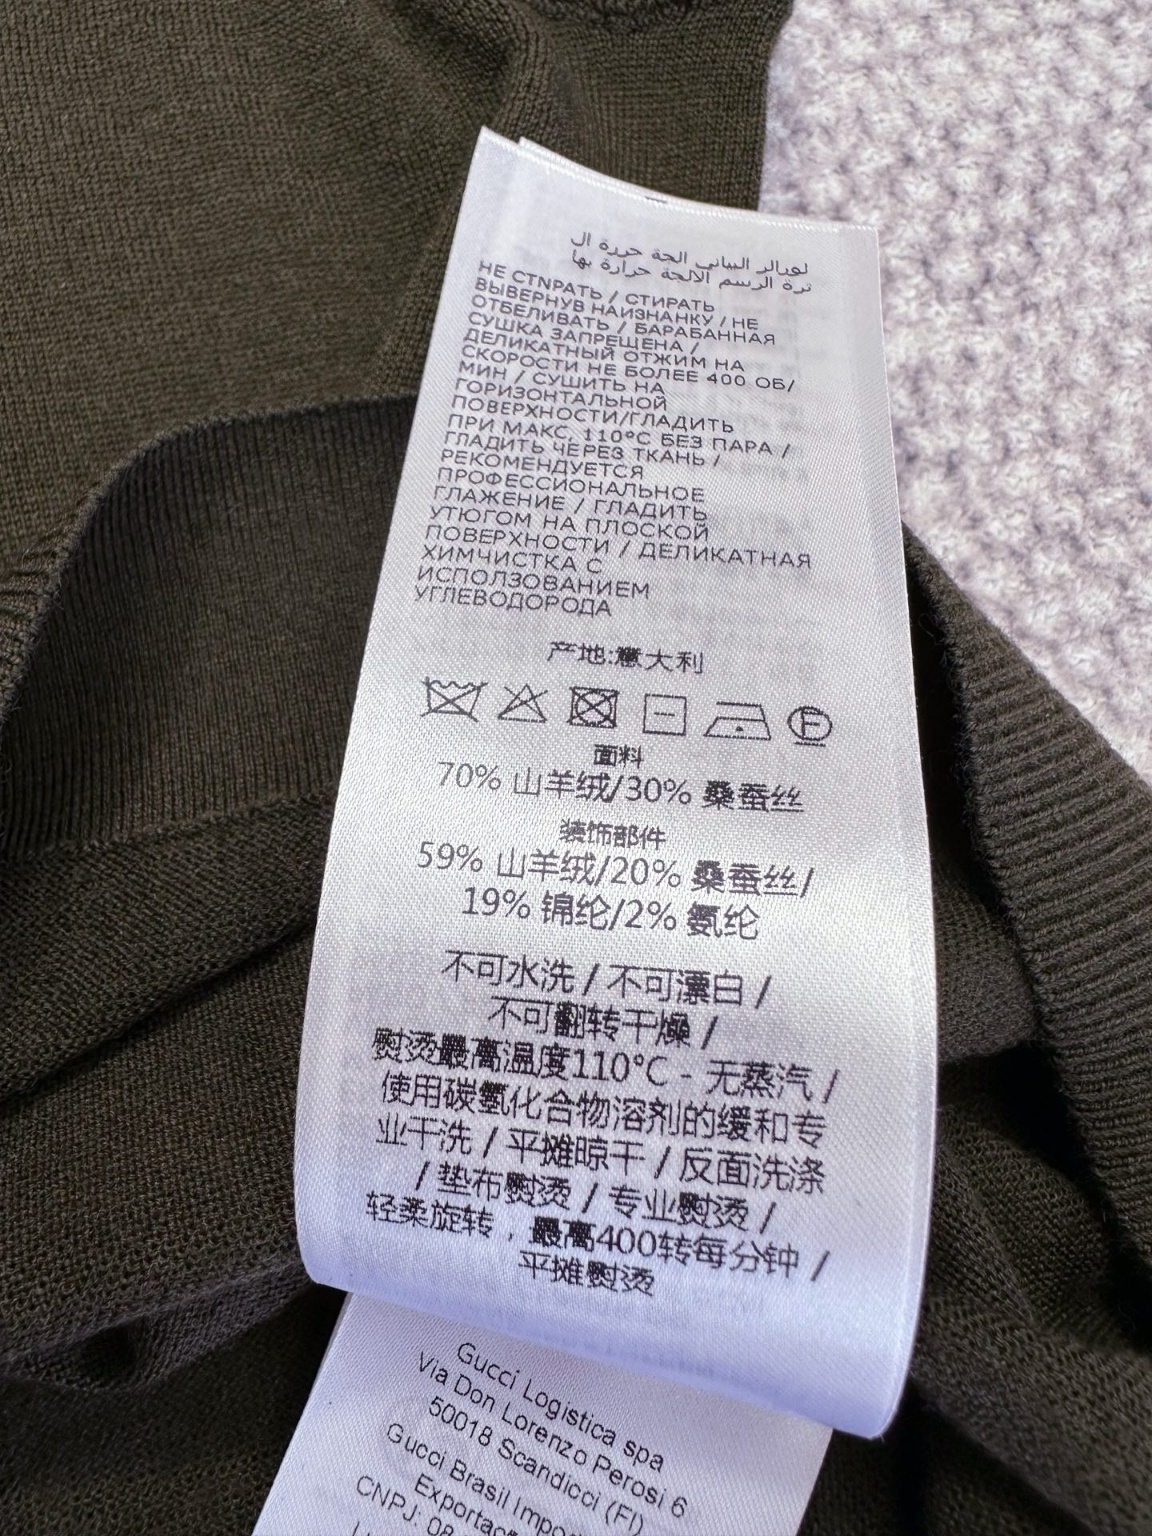 НЕ СТNРАТЬ / СТИРАТЬ
ВЫВЕРНУВ НАИЗНАНКУ / НЕ
ОТБЕЛИВАТЬ / БАРАБАННАЯ
СУШКА ЗАПРЕЩЕНА /
ДЕЛИКАТНЫЙ ОТЖИМ НА
СКОРОСТИ НЕ БОЛЕЕ 400 ОБ/
МИН / СУШИТЬ НА
ГОРИЗОНТАЛЬНОЙ
ПОВЕРХНОСТИ/ГЛАДИТЬ
ПРИ МАКС. 110°C БЕЗ ПАРА /
ГЛАДИТЬ ЧЕРЕЗ ТКАНЬ /
РЕКОМЕНДУЕТСЯ
ПРОФЕССИОНАЛЬНОЕ
ГЛАЖЕНИЕ / ГЛАДИТЬ
УТЮГОМ НА ПЛОСКОЙ
ПОВЕРХНОСТИ / ДЕЛИКАТНАЯ
ХИМЧИСТКА С
ИСПОЛЗОВАНИЕМ
УГЛЕВОДОРОДА
产地:意大利
F
面料
70% 山羊绒/30% 桑蚕丝
装饰部件
59% 山羊绒/20% 桑蚕丝/
19% 锦纶/2% 氨纶
不可水洗 / 不可漂白 /
不可翻转干燥 /
熨烫最高温度110°C - 无蒸汽 /
使用碳氢化合物溶剂的缓和专
业干洗 / 平摊晾干 / 反面洗涤
/ 垫布熨烫 / 专业熨烫 /
轻柔旋转，最高400转每分钟 /
平摊熨烫
Gucci Logistica spa
Via Don Lorenzo Perosi 6
50018 Scandicci (FI)
Gucci Brasil Impor
Exportaç
CNPJ: 08